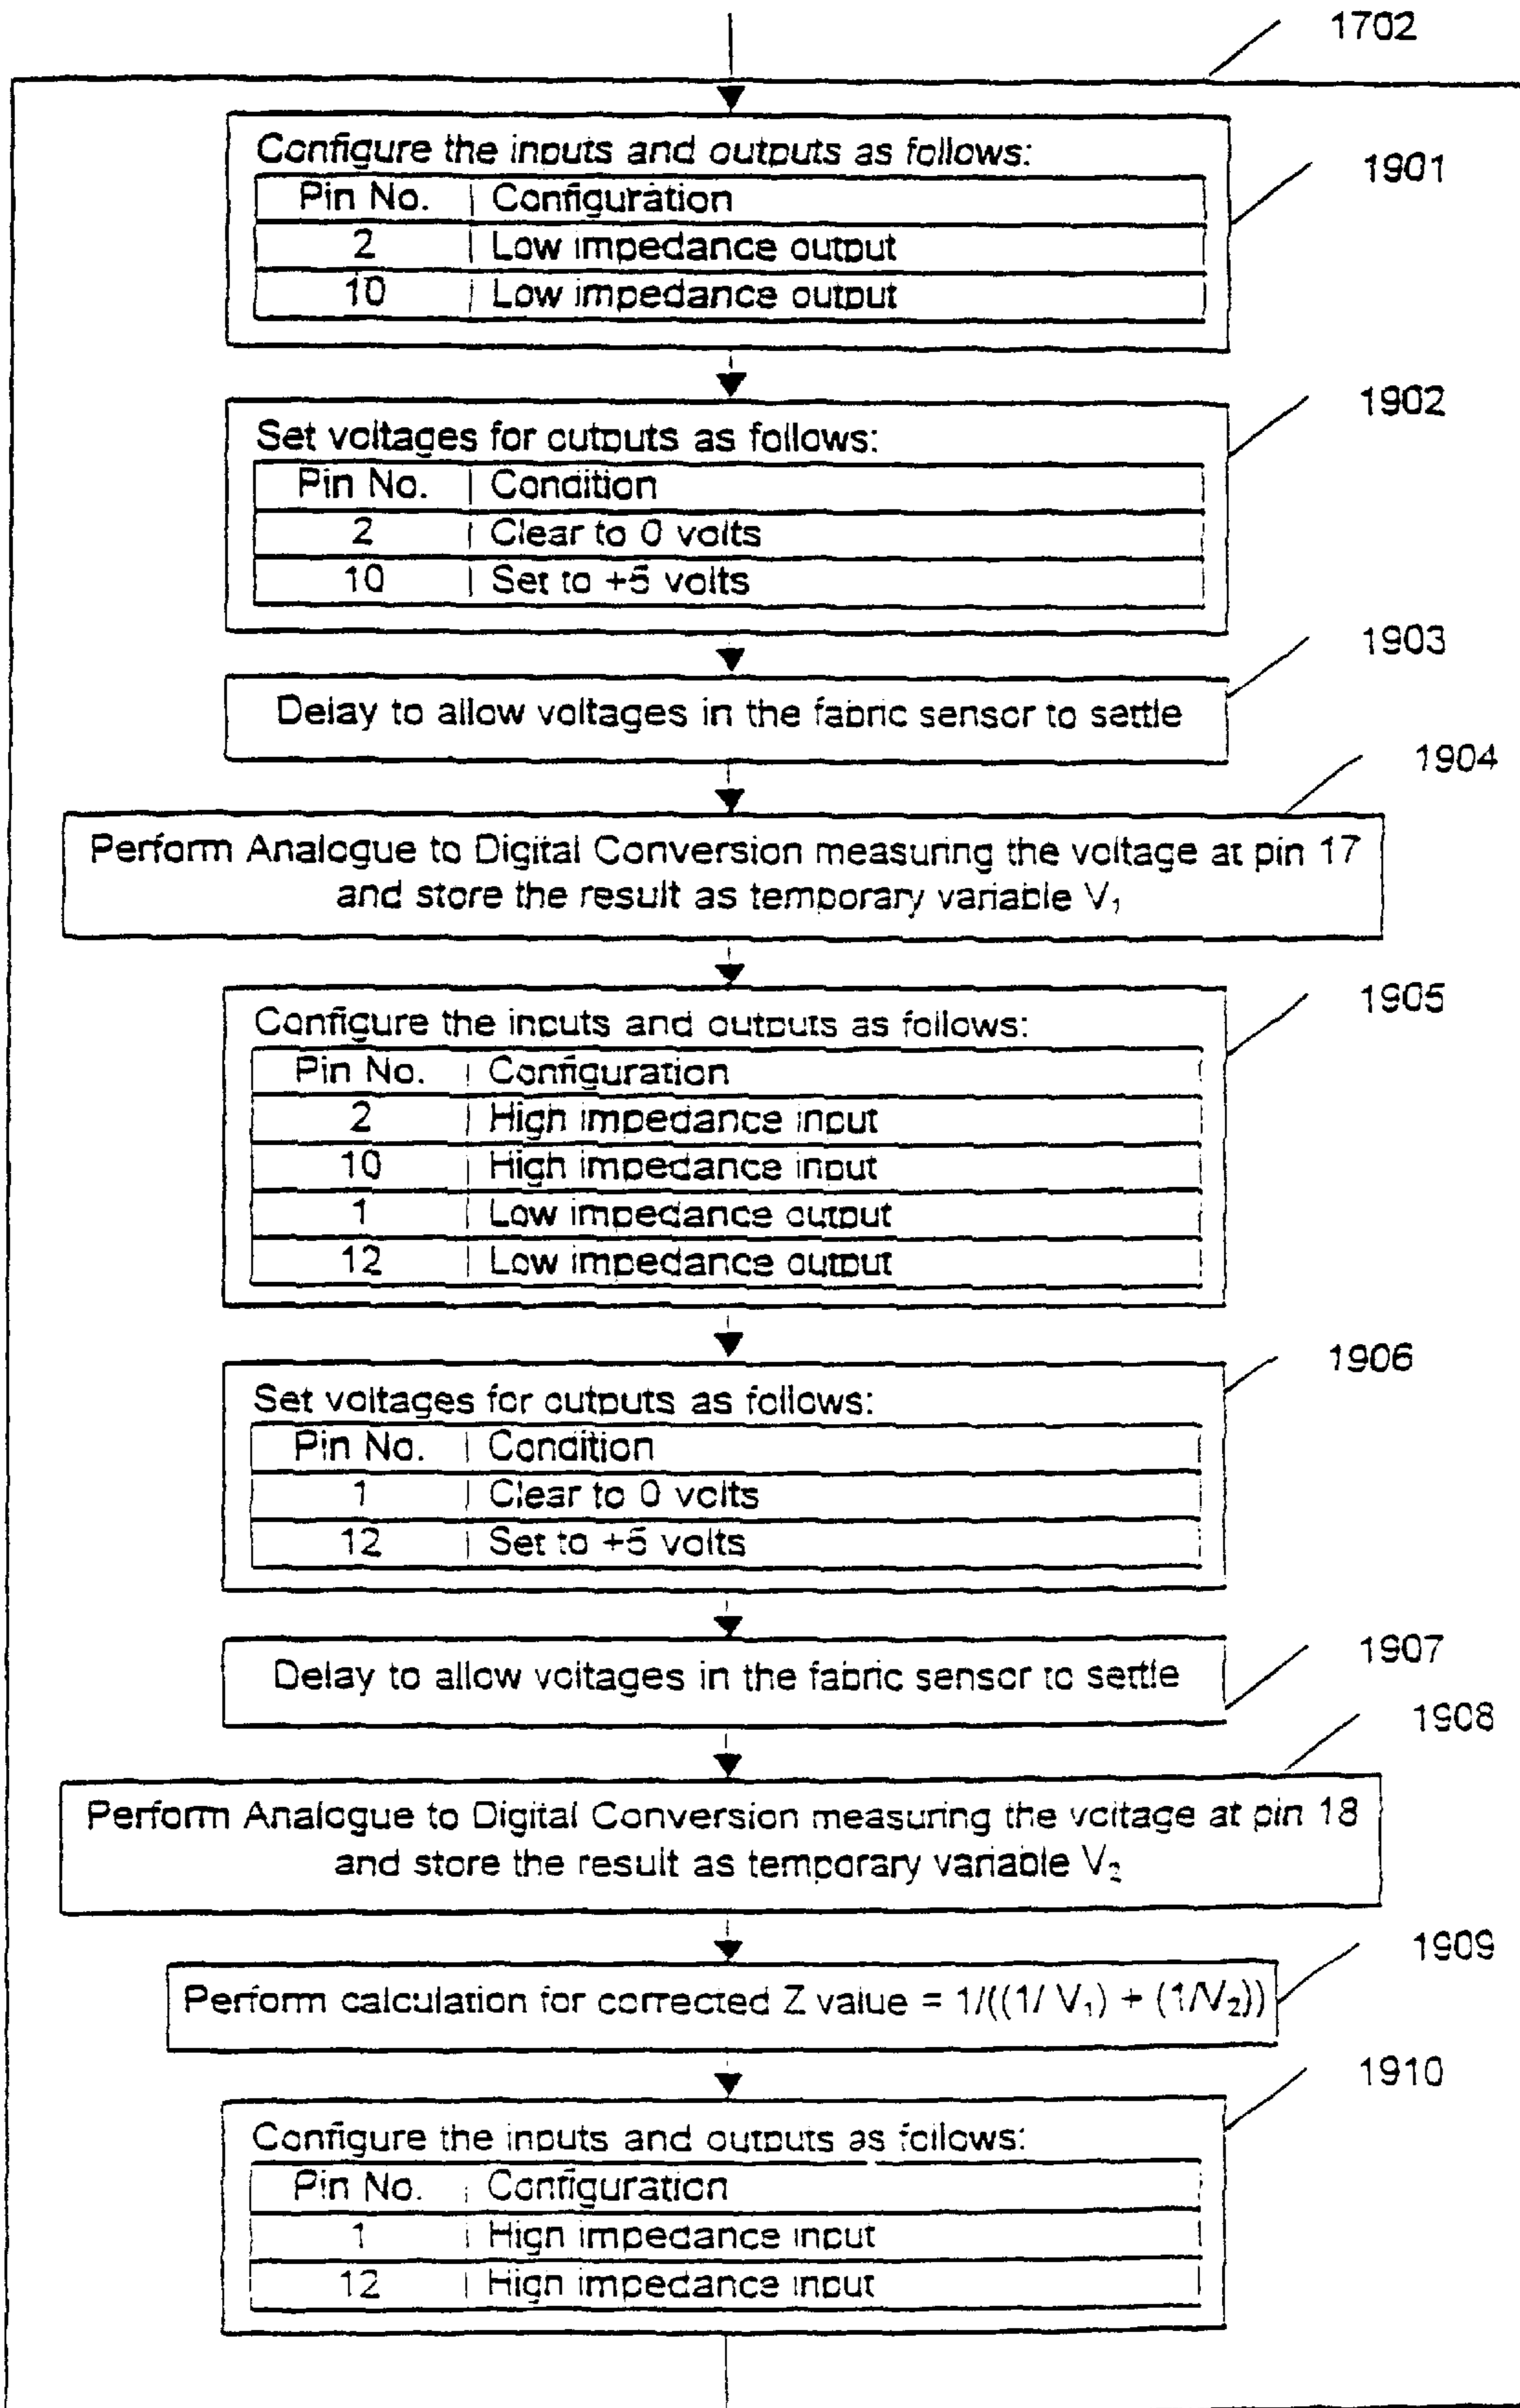 1702
Configure the inputs and outputs as follows:
1901
Pin No. Configuration
2 Low impedance output
10 Low impedance output
1902
Set voltages for outputs as follows:
Pin No. Condition
2 Clear to 0 volts
10 Set to +5 volts
1903
Delay to allow voltages in the fabric sensor to settle
1904
Perform Analogue to Digital Conversion measuring the voltage at pin 17
and store the result as temporary variable V₁
1905
Configure the inputs and outputs as follows:
Pin No. Configuration
2 High impedance input
10 High impedance input
1 Low impedance output
12 Low impedance output
1906
Set voltages for outputs as follows:
Pin No. Condition
1 Clear to 0 volts
12 Set to +5 volts
1907
Delay to allow voltages in the fabric sensor to settle
1908
Perform Analogue to Digital Conversion measuring the voltage at pin 18
and store the result as temporary variable V₂
1909
Perform calculation for corrected Z value = 1/((1/ V₁) + (1/V₂))
1910
Configure the inputs and outputs as follows:
Pin No. Configuration
1 High impedance input
12 High impedance input